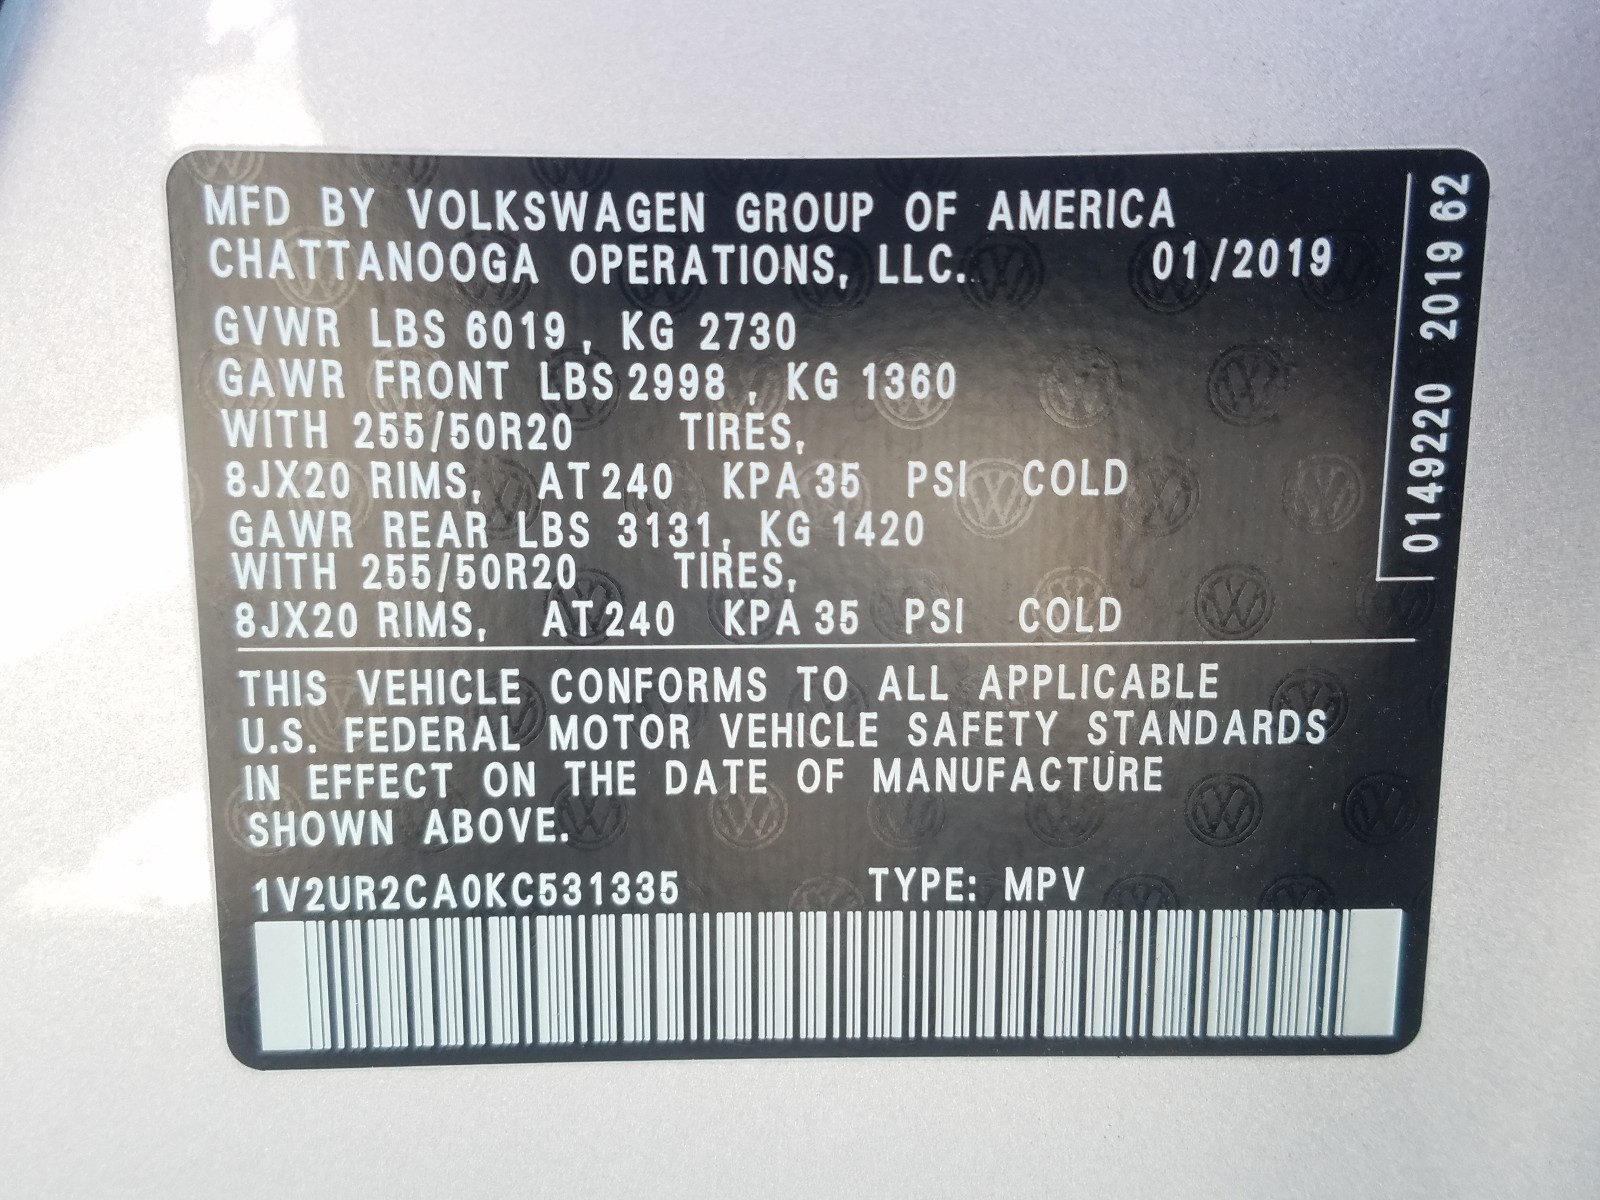 MFD BY VOLKSWAGEN GROUP OF AMERICA
CHATTANOOGA OPERATIONS, LLC. 01/2019
GVWR LBS 6019, KG 2730
GAWR FRONT LBS 2998, KG 1360
WITH 255/50R20 TIRES,
8JX20 RIMS, AT 240 KPA 35 PSI COLD
GAWR REAR LBS 3131, KG 1420
WITH 255/50R20 TIRES,
8JX20 RIMS, AT 240 KPA 35 PSI COLD
THIS VEHICLE CONFORMS TO ALL APPLICABLE
U.S. FEDERAL MOTOR VEHICLE SAFETY STANDARDS
IN EFFECT ON THE DATE OF MANUFACTURE
SHOWN ABOVE.
1V2UR2CA0KC531335 TYPE: MPV
0149220 2019 62